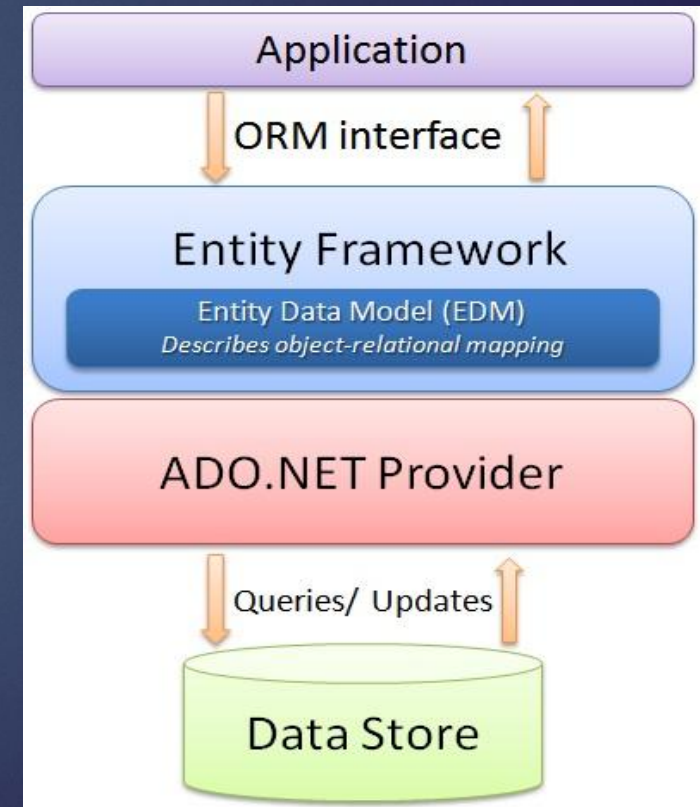 Application
ORM interface
Entity Framework
Entity Data Model (EDM)
Describes object-relational mapping
ADO.NET Provider
Queries/ Updates
Data Store